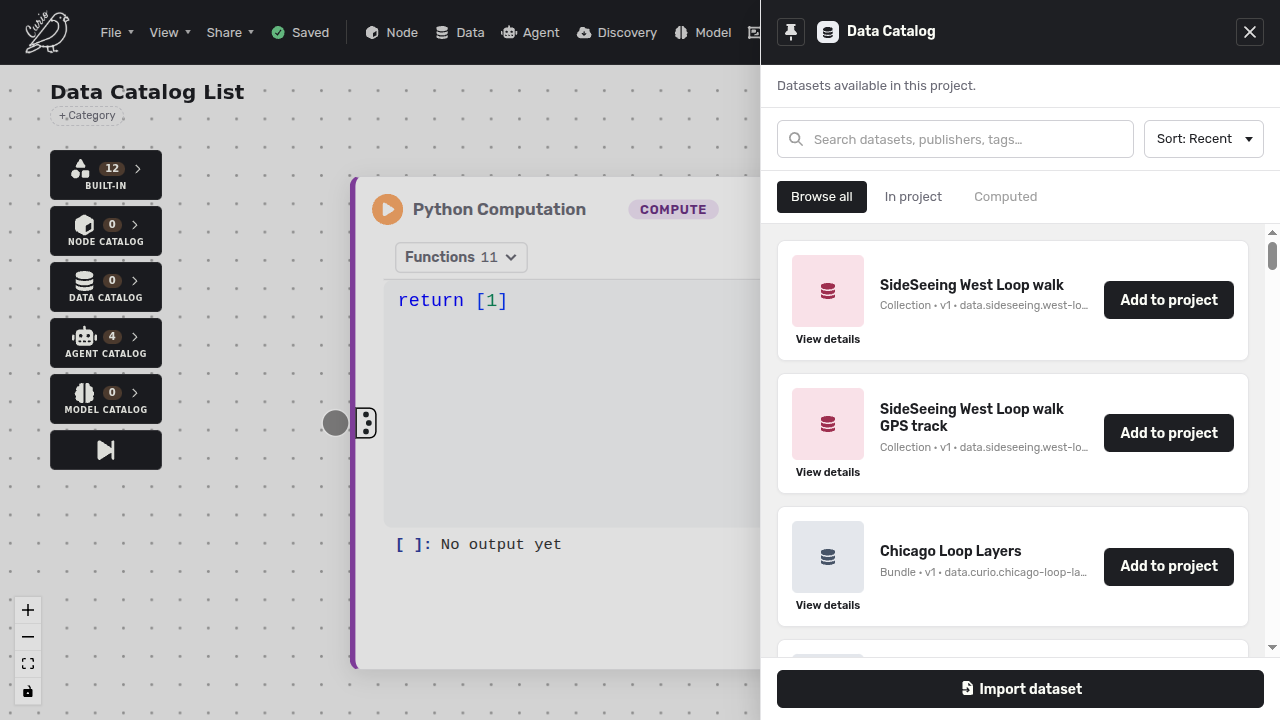 Curio
File
View
Share
Saved
Node
Data
Agent
Discovery
Model
Data Catalog List
+ Category
12
BUILT-IN
0
NODE CATALOG
0
DATA CATALOG
4
AGENT CATALOG
0
MODEL CATALOG
Python Computation
COMPUTE
Functions 11
return [1]
[ ]: No output yet
Data Catalog
Datasets available in this project.
Search datasets, publishers, tags…
Sort: Recent
Browse all
In project
Computed
SideSeeing West Loop walk
Collection • v1 • data.sideseeing.west-lo…
View details
Add to project
SideSeeing West Loop walk
GPS track
Collection • v1 • data.sideseeing.west-lo…
View details
Add to project
Chicago Loop Layers
Bundle • v1 • data.curio.chicago-loop-la…
View details
Add to project
Import dataset